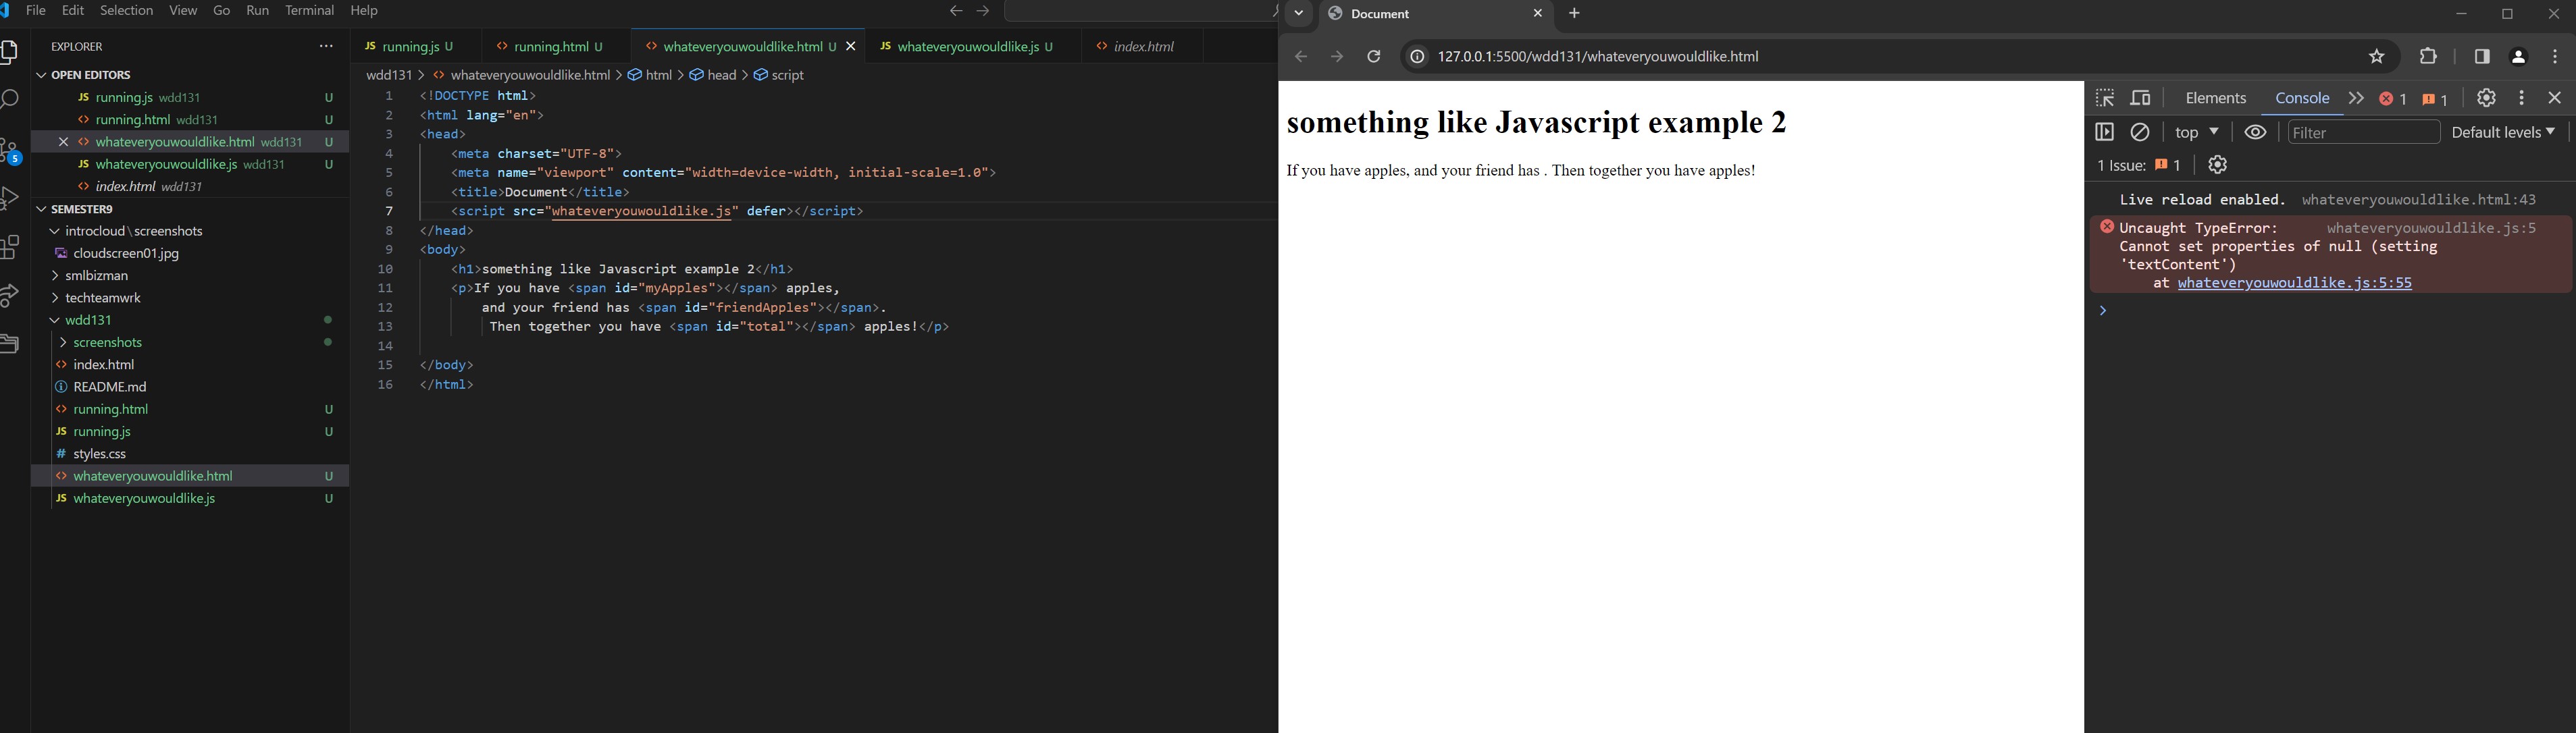 File Edit Selection View Go Run Terminal Help
EXPLORER ···
OPEN EDITORS
JS running.js wdd131 U
<> running.html wdd131 U
<> whateveryouwouldlike.html wdd131 U
JS whateveryouwouldlike.js wdd131 U
<> index.html wdd131
SEMESTER9
introcloud\screenshots
cloudscreen01.jpg
smlbizman
techteamwrk
wdd131
screenshots
<> index.html
README.md
<> running.html U
JS running.js U
# styles.css
<> whateveryouwouldlike.html U
JS whateveryouwouldlike.js U
5
JS running.js U <> running.html U <> whateveryouwouldlike.html U JS whateveryouwouldlike.js U <> index.html
wdd131 > <> whateveryouwouldlike.html > html > head > script
1 <!DOCTYPE html>
2 <html lang="en">
3 <head>
4 <meta charset="UTF-8">
5 <meta name="viewport" content="width=device-width, initial-scale=1.0">
6 <title>Document</title>
7 <script src="whateveryouwouldlike.js" defer></script>
8 </head>
9 <body>
10 <h1>something like Javascript example 2</h1>
11 <p>If you have <span id="myApples"></span> apples,
12 and your friend has <span id="friendApples"></span>.
13 Then together you have <span id="total"></span> apples!</p>
14
15 </body>
16 </html>
Document
127.0.0.1:5500/wdd131/whateveryouwouldlike.html
something like Javascript example 2
If you have apples, and your friend has . Then together you have apples!
Elements Console 1 1
top Filter Default levels
1 Issue: 1
Live reload enabled. whateveryouwouldlike.html:43
Uncaught TypeError: whateveryouwouldlike.js:5
Cannot set properties of null (setting
'textContent')
at whateveryouwouldlike.js:5:55